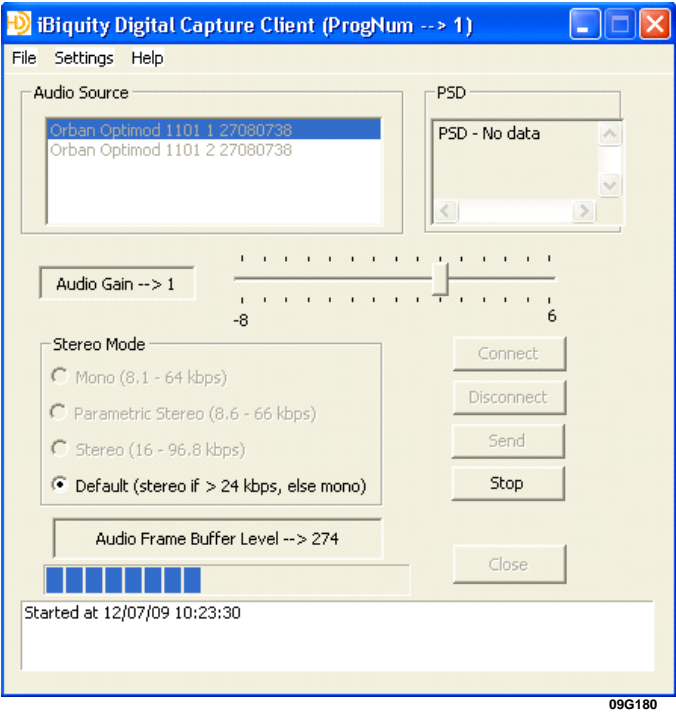 iBiquity Digital Capture Client (ProgNum --> 1)
File Settings Help
Audio Source
Orban Optimod 1101 1 27080738
Orban Optimod 1101 2 27080738
PSD
PSD - No data
Audio Gain --> 1
-8
6
Stereo Mode
Mono (8.1 - 64 kbps)
Parametric Stereo (8.6 - 66 kbps)
Stereo (16 - 96.8 kbps)
Default (stereo if > 24 kbps, else mono)
Connect
Disconnect
Send
Stop
Audio Frame Buffer Level --> 274
Close
Started at 12/07/09 10:23:30
09G180